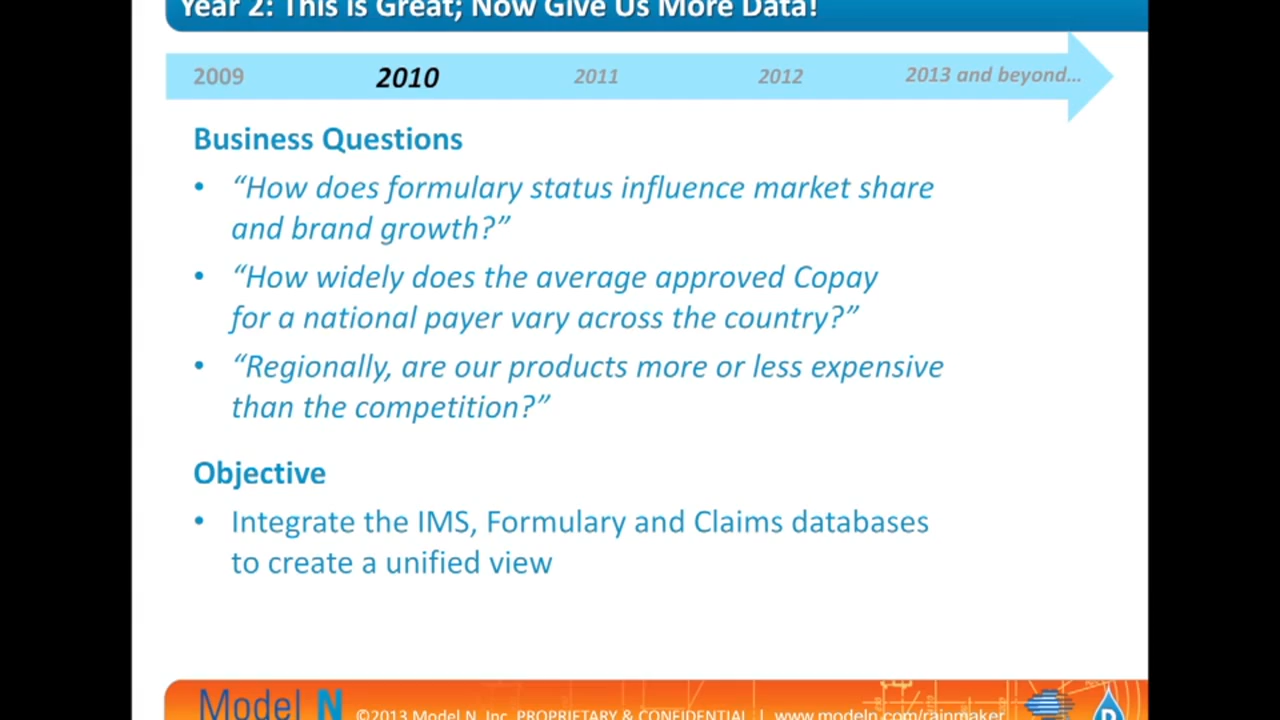 Year 2: This is Great; Now Give Us More Data!
2009 2010 2011 2012 2013 and beyond...
Business Questions
• “How does formulary status influence market share
and brand growth?”
• “How widely does the average approved Copay
for a national payer vary across the country?”
• “Regionally, are our products more or less expensive
than the competition?”
Objective
• Integrate the IMS, Formulary and Claims databases
to create a unified view
Model N ©2013 Model N, Inc. PROPRIETARY & CONFIDENTIAL | www.modeln.com/rainmaker